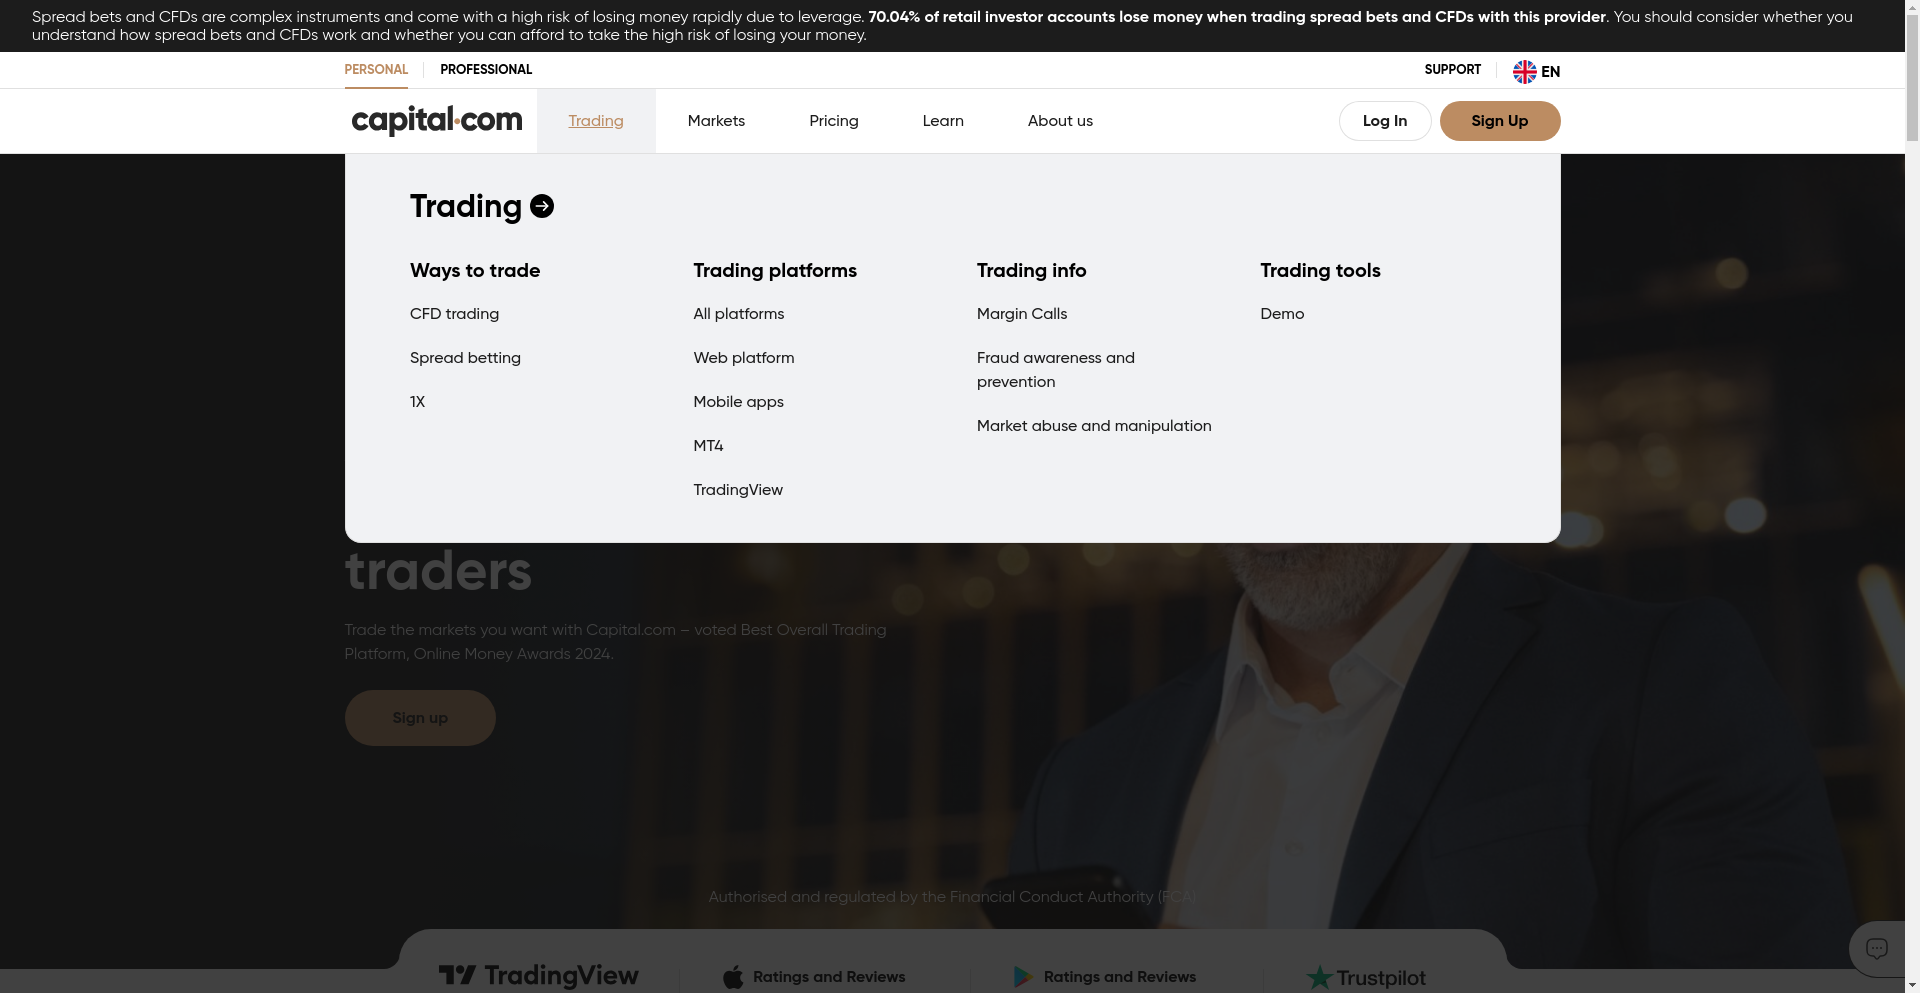 Spread bets and CFDs are complex instruments and come with a high risk of losing money rapidly due to leverage. 70.04% of retail investor accounts lose money when trading spread bets and CFDs with this provider. You should consider whether you
understand how spread bets and CFDs work and whether you can afford to take the high risk of losing your money.
PERSONAL PROFESSIONAL SUPPORT EN
capital.com Trading Markets Pricing Learn About us Log In Sign Up
Trading
Ways to trade
CFD trading
Spread betting
1X
Trading platforms
All platforms
Web platform
Mobile apps
MT4
TradingView
Trading info
Margin Calls
Fraud awareness and
prevention
Market abuse and manipulation
Trading tools
Demo
traders
Trade the markets you want with Capital.com – voted Best Overall Trading
Platform, Online Money Awards 2024.
Sign up
Authorised and regulated by the Financial Conduct Authority (FCA)
TradingView Ratings and Reviews Ratings and Reviews Trustpilot